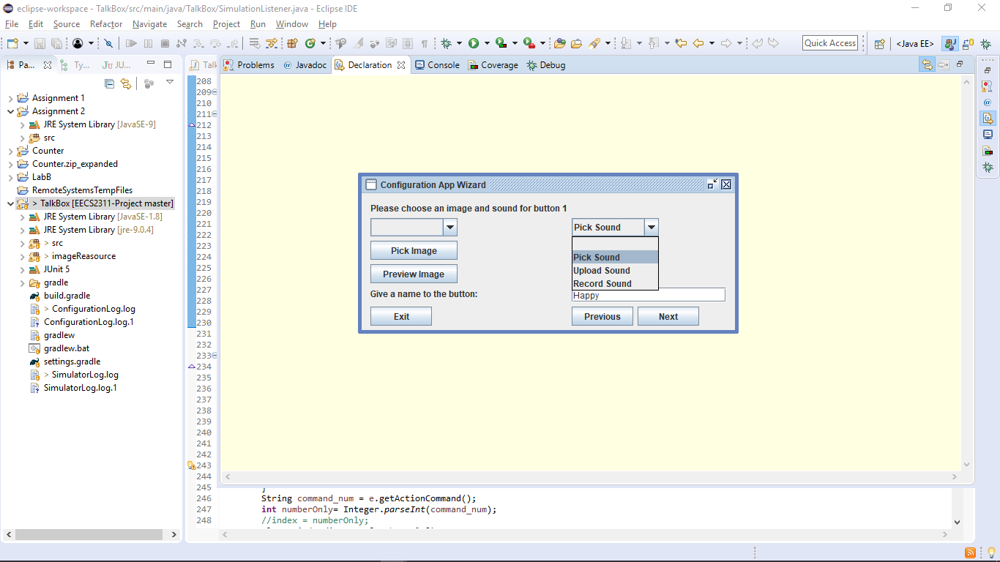 eclipse-workspace - TalkBox/src/main/java/TalkBox/SimulationListener.java - Eclipse IDE
File Edit Source Refactor Navigate Search Project Run Window Help
Quick Access
<Java EE>
Pa...
Ty...
JU...
Talk
Problems
@ Javadoc
Declaration
Console
Coverage
Debug
Assignment 1
Assignment 2
JRE System Library [JavaSE-9]
src
Counter
Counter.zip_expanded
LabB
RemoteSystemsTempFiles
> TalkBox [EECS2311-Project master]
JRE System Library [JavaSE-1.8]
JRE System Library [jre-9.0.4]
> src
> imageReasource
JUnit 5
gradle
build.gradle
> ConfigurationLog.log
ConfigurationLog.log.1
gradlew
gradlew.bat
settings.gradle
> SimulatorLog.log
SimulatorLog.log.1
208
209
210
211
212
213
214
215
216
217
218
219
220
221
222
223
224
225
226
227
228
229
230
231
232
233
234
235
236
237
238
239
240
241
242
243
244
245 }
246 String command_num = e.getActionCommand();
247 int numberOnly= Integer.parseInt(command_num);
248 //index = numberOnly;
Configuration App Wizard
Please choose an image and sound for button 1
Pick Sound
Pick Image
Pick Sound
Preview Image
Upload Sound
Record Sound
Give a name to the button:
Happy
Exit
Previous
Next